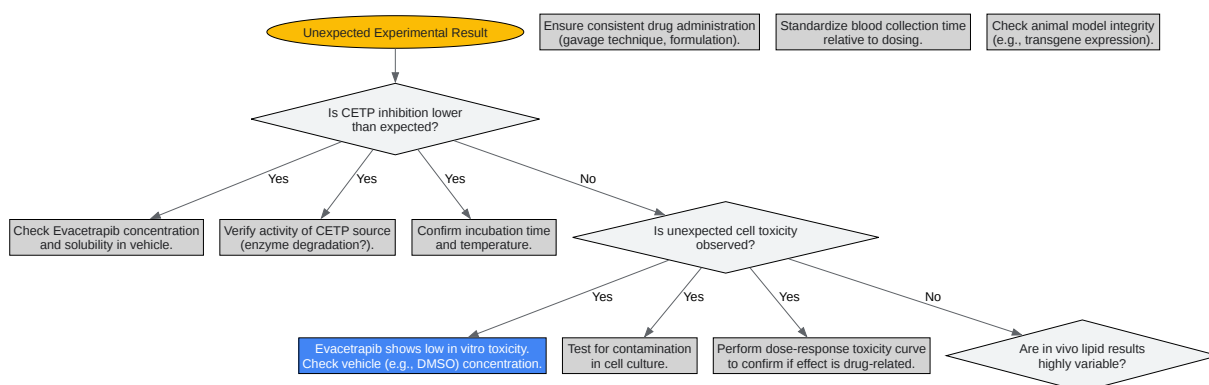 Unexpected Experimental Result
Ensure consistent drug administration
(gavage technique, formulation).
Standardize blood collection time
relative to dosing.
Check animal model integrity
(e.g., transgene expression).
Is CETP inhibition lower
than expected?
Yes
Yes
Yes
No
Check Evacetrapib concentration
and solubility in vehicle.
Verify activity of CETP source
(enzyme degradation?).
Confirm incubation time
and temperature.
Is unexpected cell toxicity
observed?
Yes
Yes
Yes
No
Evacetrapib shows low in vitro toxicity.
Check vehicle (e.g., DMSO) concentration.
Test for contamination
in cell culture.
Perform dose-response toxicity curve
to confirm if effect is drug-related.
Are in vivo lipid results
highly variable?